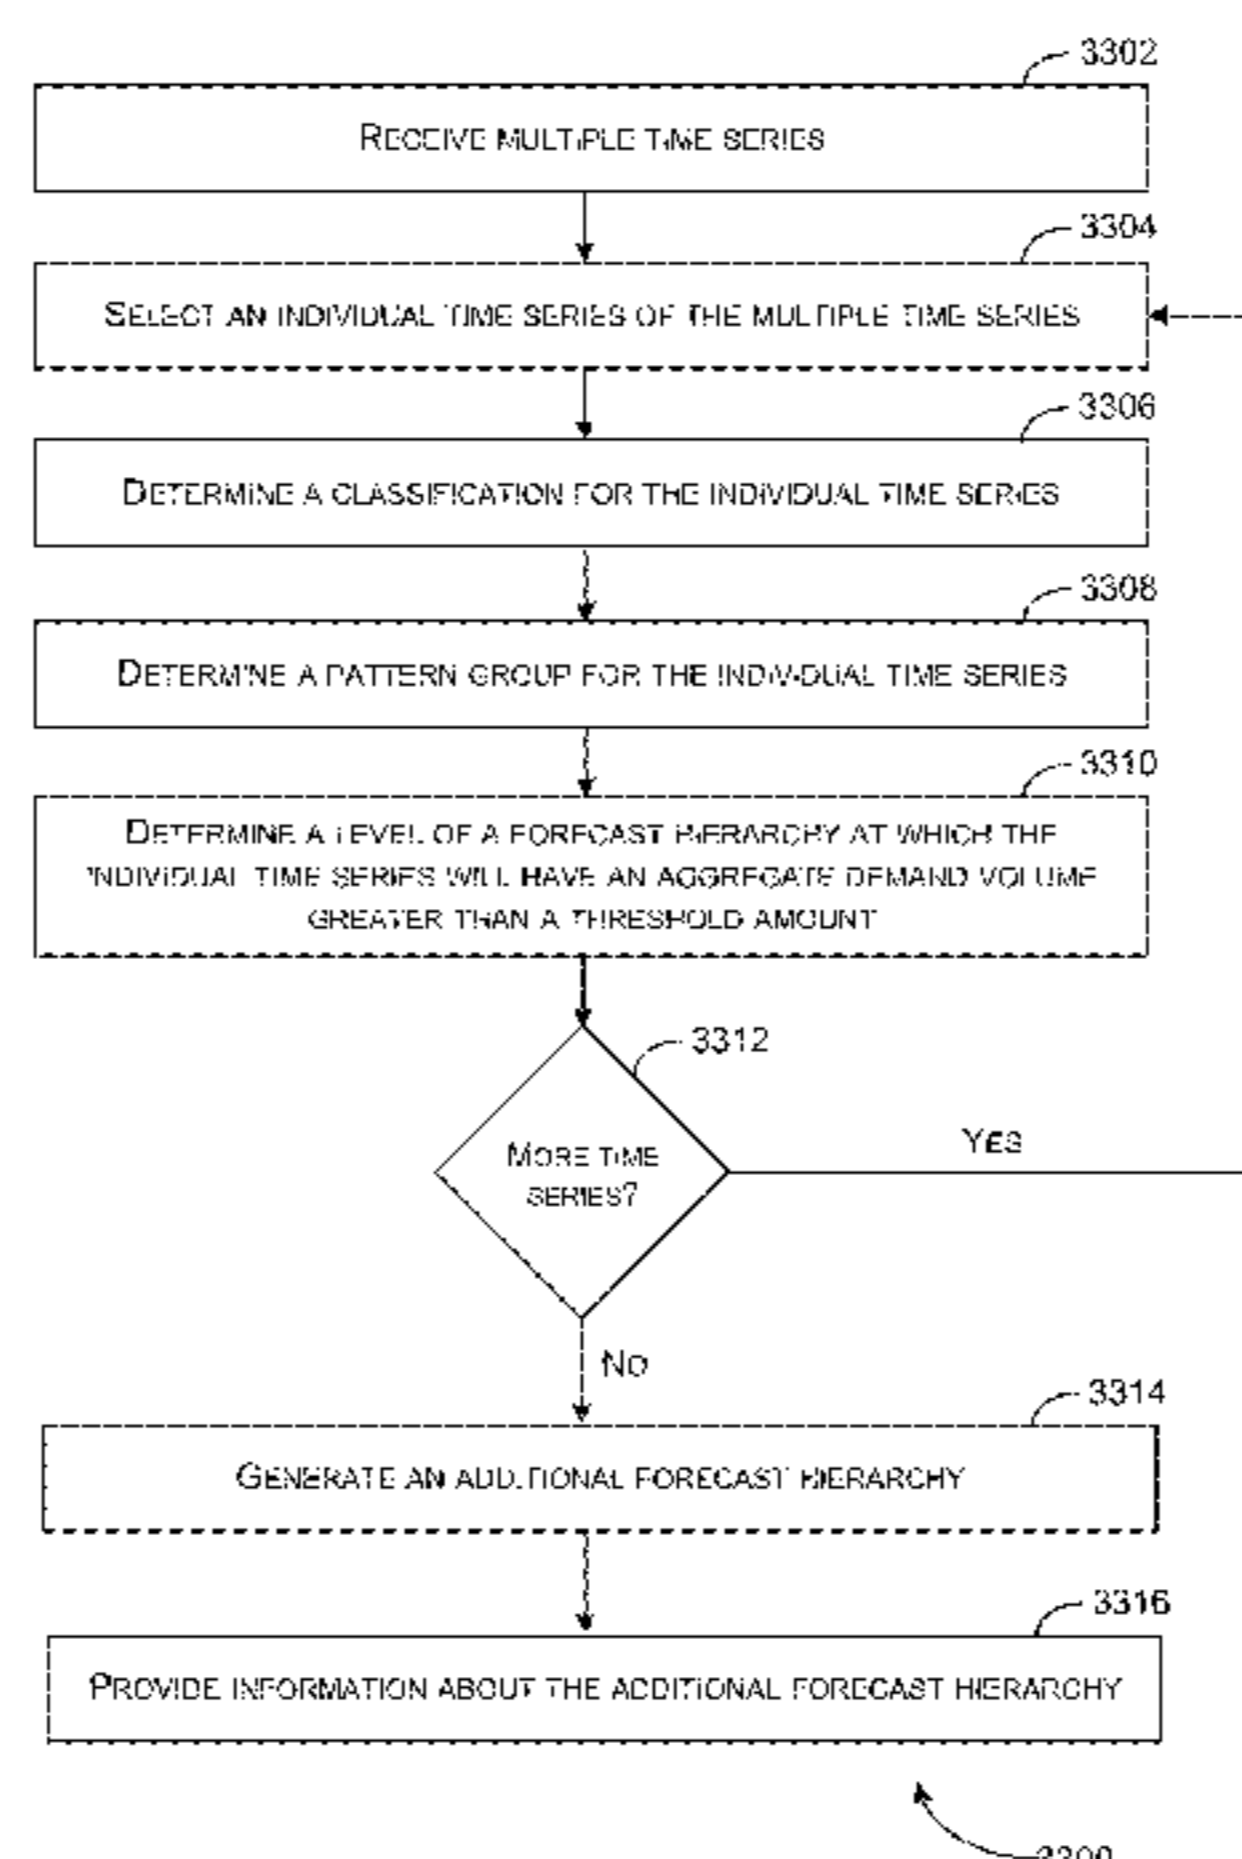 3302
RECEIVE MULTIPLE TIME SERIES
3304
SELECT AN INDIVIDUAL TIME SERIES OF THE MULTIPLE TIME SERIES
3306
DETERMINE A CLASSIFICATION FOR THE INDIVIDUAL TIME SERIES
3308
DETERMINE A PATTERN GROUP FOR THE INDIVIDUAL TIME SERIES
3310
DETERMINE A LEVEL OF A FORECAST HIERARCHY AT WHICH THE
INDIVIDUAL TIME SERIES WILL HAVE AN AGGREGATE DEMAND VOLUME
GREATER THAN A THRESHOLD AMOUNT
3312
MORE TIME
SERIES?
YES
NO
3314
GENERATE AN ADDITIONAL FORECAST HIERARCHY
3316
PROVIDE INFORMATION ABOUT THE ADDITIONAL FORECAST HIERARCHY